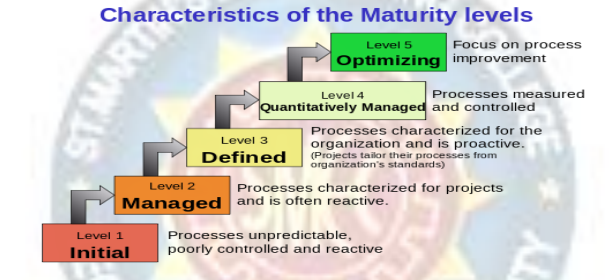 Characteristics of the Maturity levels
Level 5
Optimizing
Focus on process
improvement
Level 4
Quantitatively Managed
Processes measured
and controlled
Level 3
Defined
Processes characterized for the
organization and is proactive.
(Projects tailor their processes from
organization's standards)
Level 2
Managed
Processes characterized for projects
and is often reactive.
Level 1
Initial
Processes unpredictable,
poorly controlled and reactive
ST.MARTIN